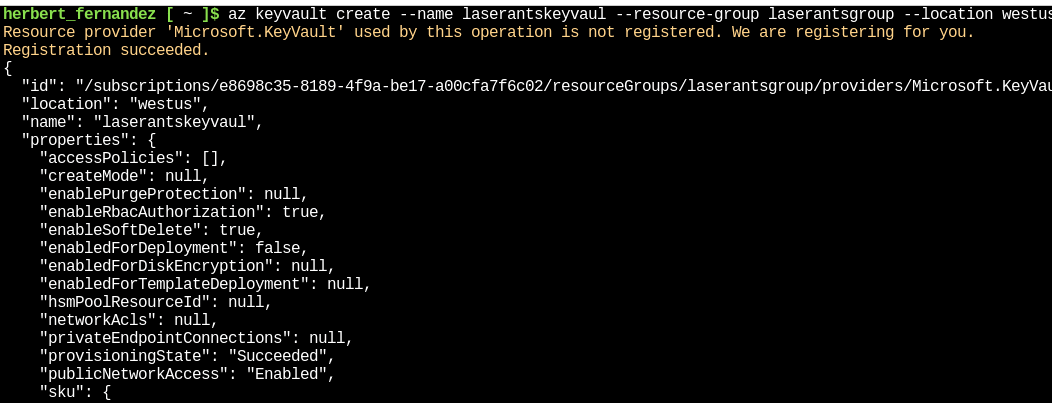 herbert_fernandez [ ~ ]$ az keyvault create --name laserantskeyvaul --resource-group laserantsgroup --location westus
Resource provider 'Microsoft.KeyVault' used by this operation is not registered. We are registering for you.
Registration succeeded.
{
  "id": "/subscriptions/e8698c35-8189-4f9a-be17-a00cfa7f6c02/resourceGroups/laserantsgroup/providers/Microsoft.KeyVau
  "location": "westus",
  "name": "laserantskeyvaul",
  "properties": {
    "accessPolicies": [],
    "createMode": null,
    "enablePurgeProtection": null,
    "enableRbacAuthorization": true,
    "enableSoftDelete": true,
    "enabledForDeployment": false,
    "enabledForDiskEncryption": null,
    "enabledForTemplateDeployment": null,
    "hsmPoolResourceId": null,
    "networkAcls": null,
    "privateEndpointConnections": null,
    "provisioningState": "Succeeded",
    "publicNetworkAccess": "Enabled",
    "sku": {